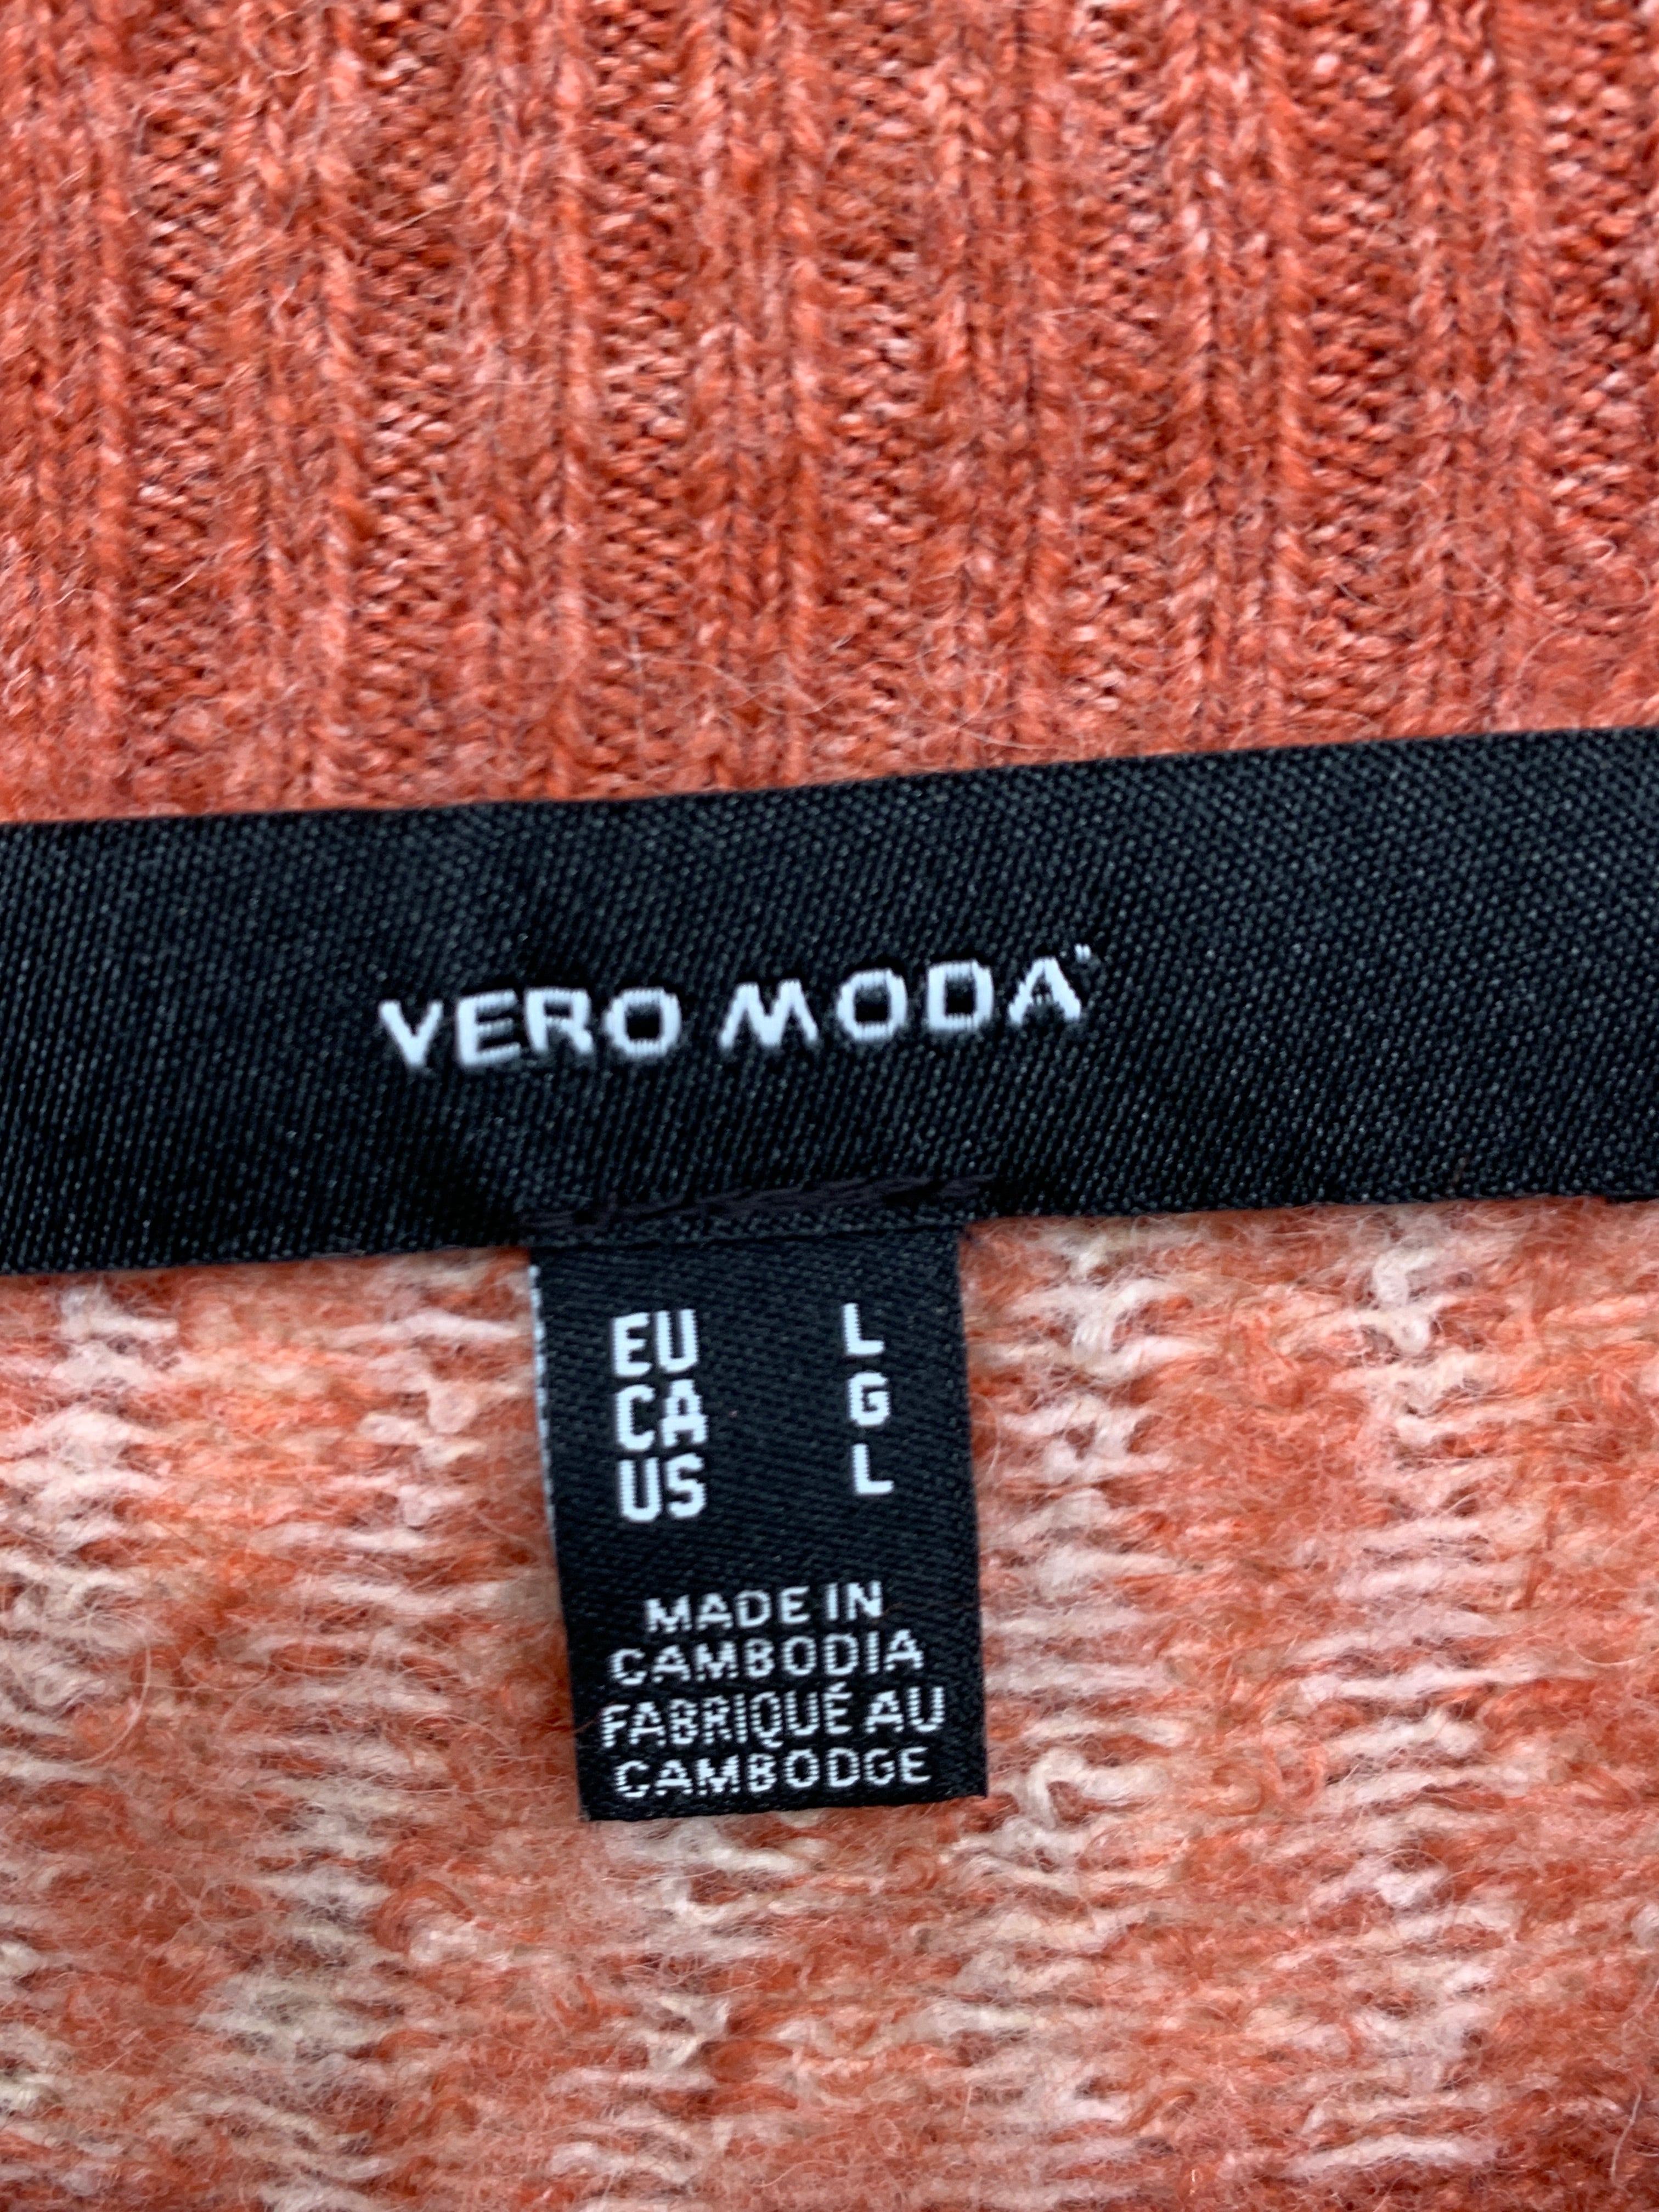 VERO MODA
EU L
CA G
US L
MADE IN
CAMBODIA
FABRIQUÉ AU
CAMBODGE